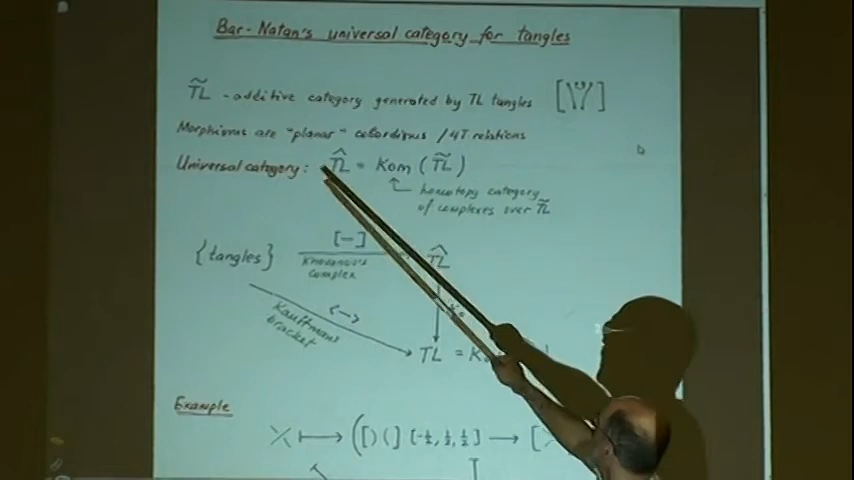 Bar-Natan's universal category for tangles
T̃L̃ - additive category generated by TL tangles
Morphisms are "planar" cobordisms / 4T relations
Universal category: T̂L = Kom (T̃L̃)
homotopy category
of complexes over T̃L̃
{tangles} [-] T̂L
Khovanov's
complex
<->
Kauffman's
bracket
TL = K
Example
([)(] [-½,½,½] → [